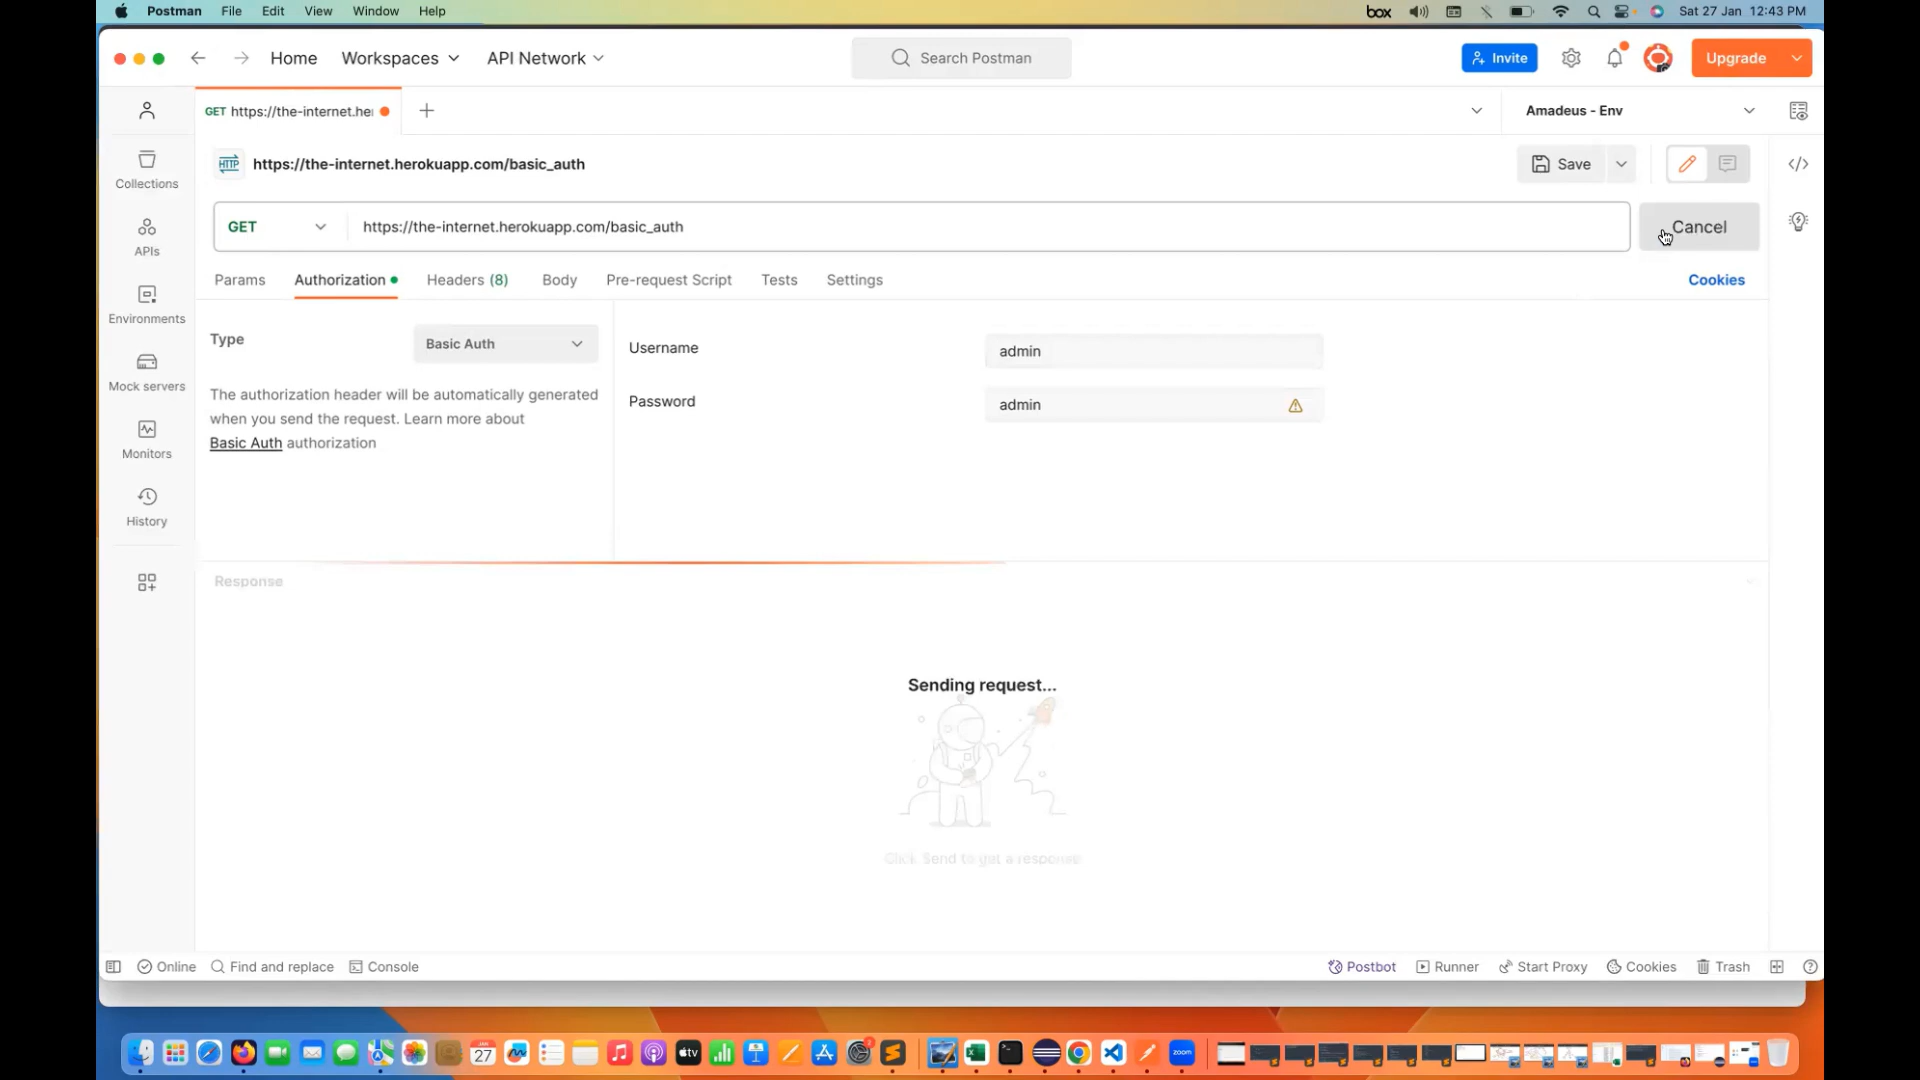 Postman File Edit View Window Help box Sat 27 Jan 12:43 PM
Home Workspaces API Network Search Postman Invite Upgrade
GET https://the-internet.he Amadeus - Env
HTTP https://the-internet.herokuapp.com/basic_auth Save
GET https://the-internet.herokuapp.com/basic_auth Cancel
Params Authorization Headers (8) Body Pre-request Script Tests Settings Cookies
Collections
APIs
Environments
Mock servers
Monitors
History
Type Basic Auth
The authorization header will be automatically generated
when you send the request. Learn more about
Basic Auth authorization
Username admin
Password admin
Response
Sending request...
Click Send to get a response
Online Find and replace Console Postbot Runner Start Proxy Cookies Trash
27 tv zoom